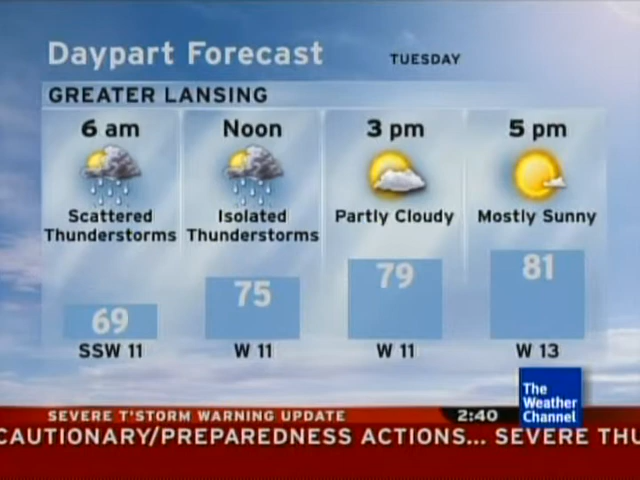 Daypart Forecast
TUESDAY
GREATER LANSING
6 am
Noon
3 pm
5 pm
Scattered
Thunderstorms
Isolated
Thunderstorms
Partly Cloudy
Mostly Sunny
69
75
79
81
SSW 11
W 11
W 11
W 13
SEVERE T'STORM WARNING UPDATE
2:40
The
Weather
Channel
CAUTIONARY/PREPAREDNESS ACTIONS... SEVERE THU